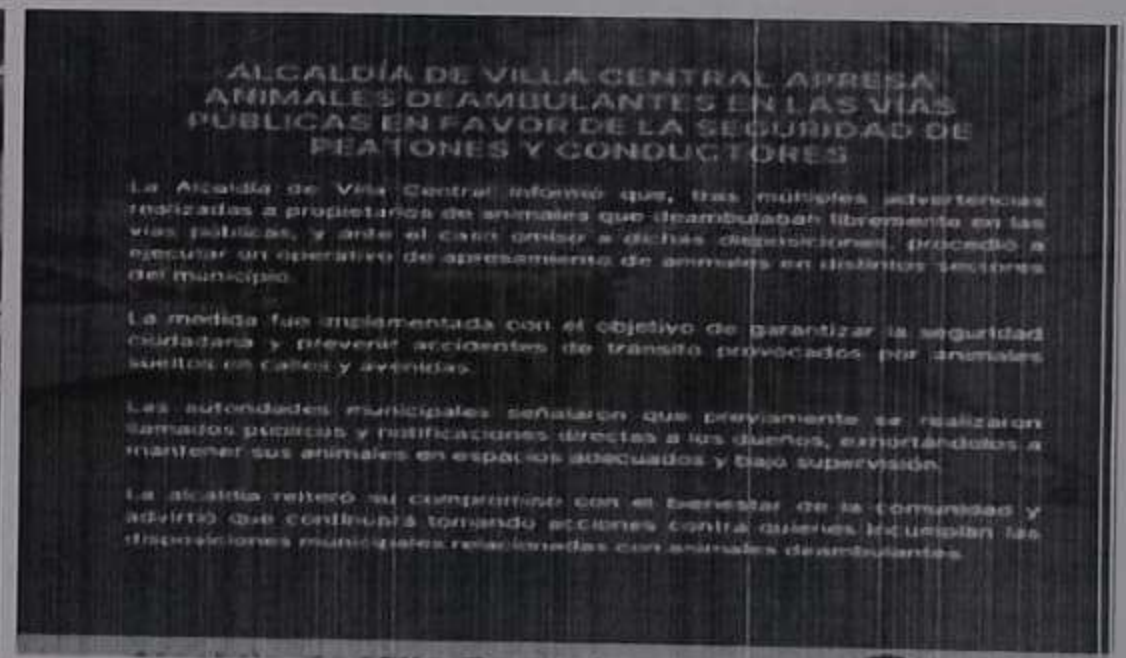 ALCALDÍA DE VILLA CENTRAL APRESA
ANIMALES DEAMBULANTES EN LAS VÍAS
PÚBLICAS EN FAVOR DE LA SEGURIDAD DE
PEATONES Y CONDUCTORES
La Alcaldía de Villa Central informó que, tras múltiples advertencias
realizadas a propietarios de animales que deambulaban libremente en las
vías públicas, y ante el caso omiso a dichas disposiciones, procedió a
ejecutar un operativo de apresamiento de animales en distintos sectores
del municipio.
La medida fue implementada con el objetivo de garantizar la seguridad
ciudadana y prevenir accidentes de tránsito provocados por animales
sueltos en calles y avenidas.
Las autoridades municipales señalaron que previamente se realizaron
llamados públicos y notificaciones directas a los dueños, exhortándolos a
mantener sus animales en espacios adecuados y bajo supervisión.
La alcaldía reiteró su compromiso con el bienestar de la comunidad y
advirtió que continuará tomando acciones contra quienes incumplan las
disposiciones municipales relacionadas con animales deambulantes.